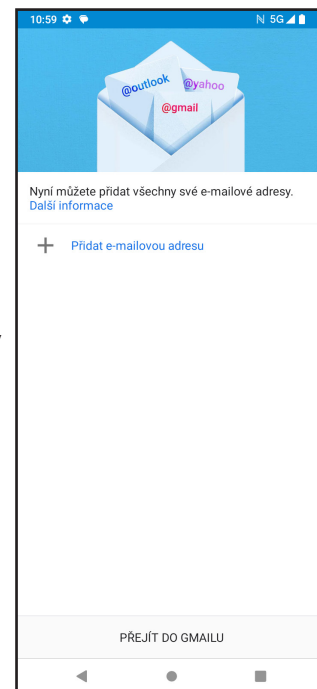 10:59
5G
@outlook
@yahoo
@gmail
Nyní můžete přidat všechny své e-mailové adresy.
Další informace
Přidat e-mailovou adresu
PŘEJÍT DO GMAILU